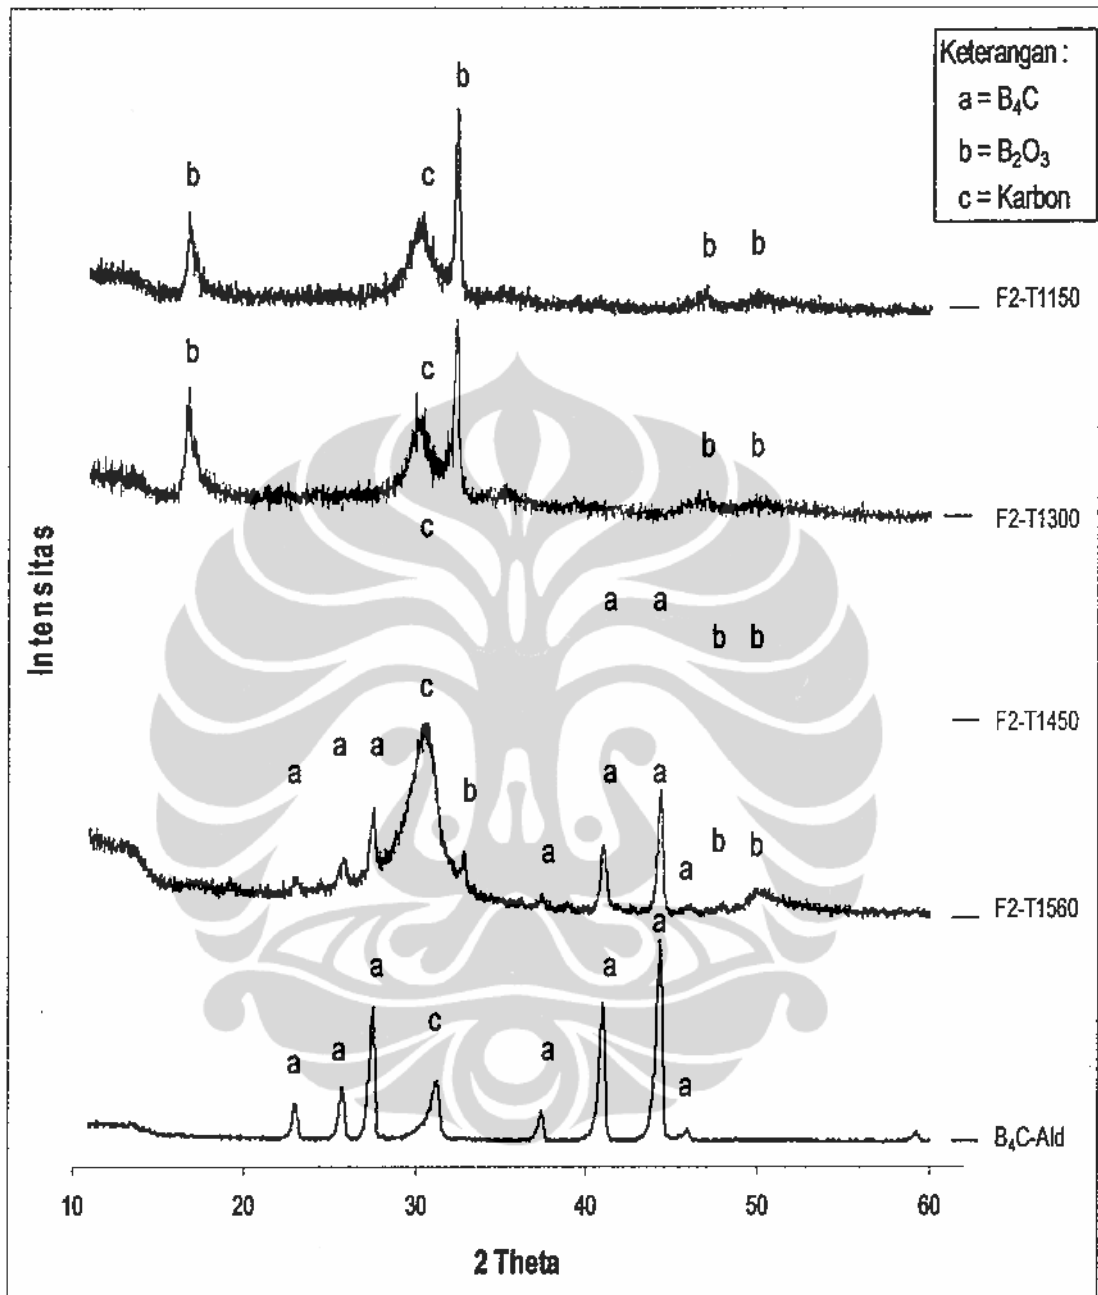 Keterangan :
a = B₄C
b = B₂O₃
c = Karbon
b
b
c
b b
F2-T1150
b
c
b b
F2-T1300
c
a a
b b
F2-T1450
c
a a a
b
a a
a
b b
a
F2-T1560
a
a
a
c
a a
a
a
B₄C-Ald
Intensitas
10 20 30 40 50 60
2 Theta